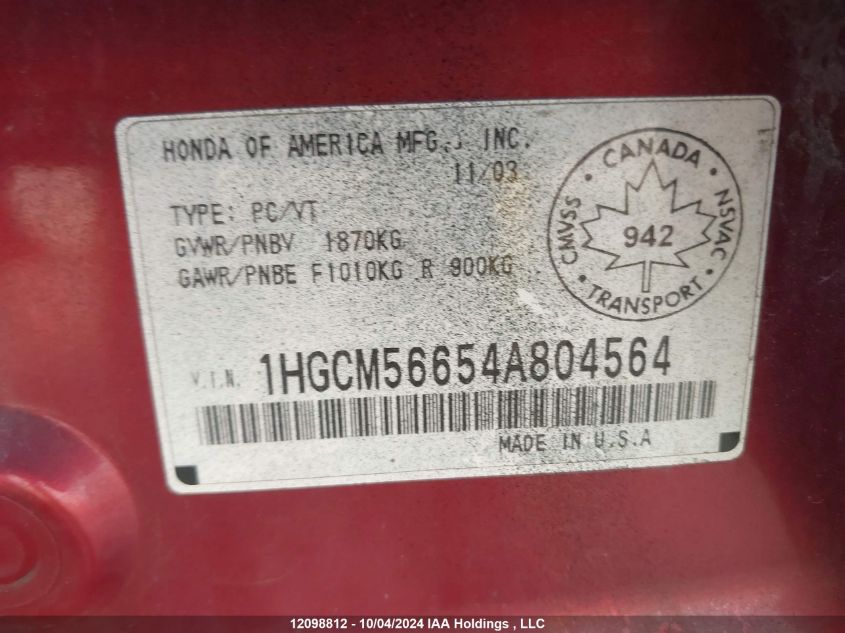 HONDA OF AMERICA MFG., INC.
11/03
TYPE: PC/VT
GVWR/PNBV 1870KG
GAWR/PNBE F1010KG R 900KG
CANADA
CMVSS
NSVAC
942
TRANSPORT
V.I.N. 1HGCM56654A804564
MADE IN U.S.A
12098812 - 10/04/2024 IAA Holdings , LLC